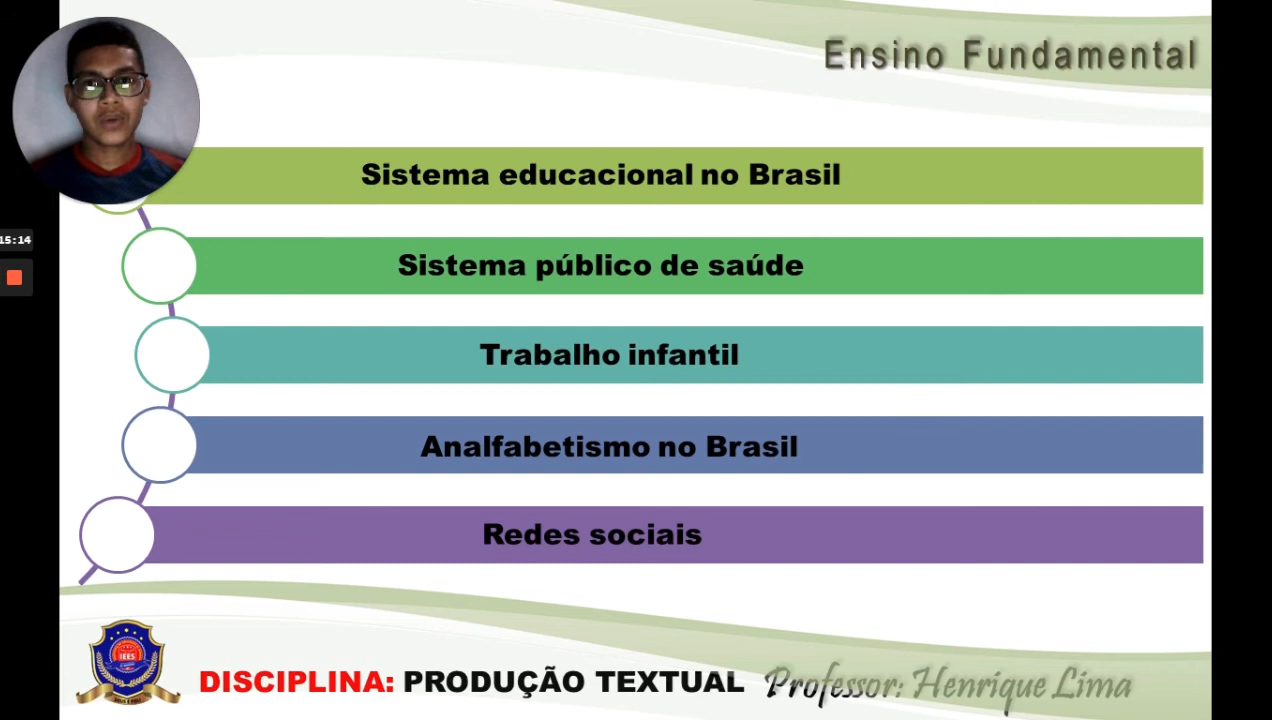 Ensino Fundamental
Sistema educacional no Brasil
Sistema público de saúde
15:14
Trabalho infantil
Analfabetismo no Brasil
Redes sociais
IEES
DISCIPLINA: PRODUÇÃO TEXTUAL Professor: Henrique Lima